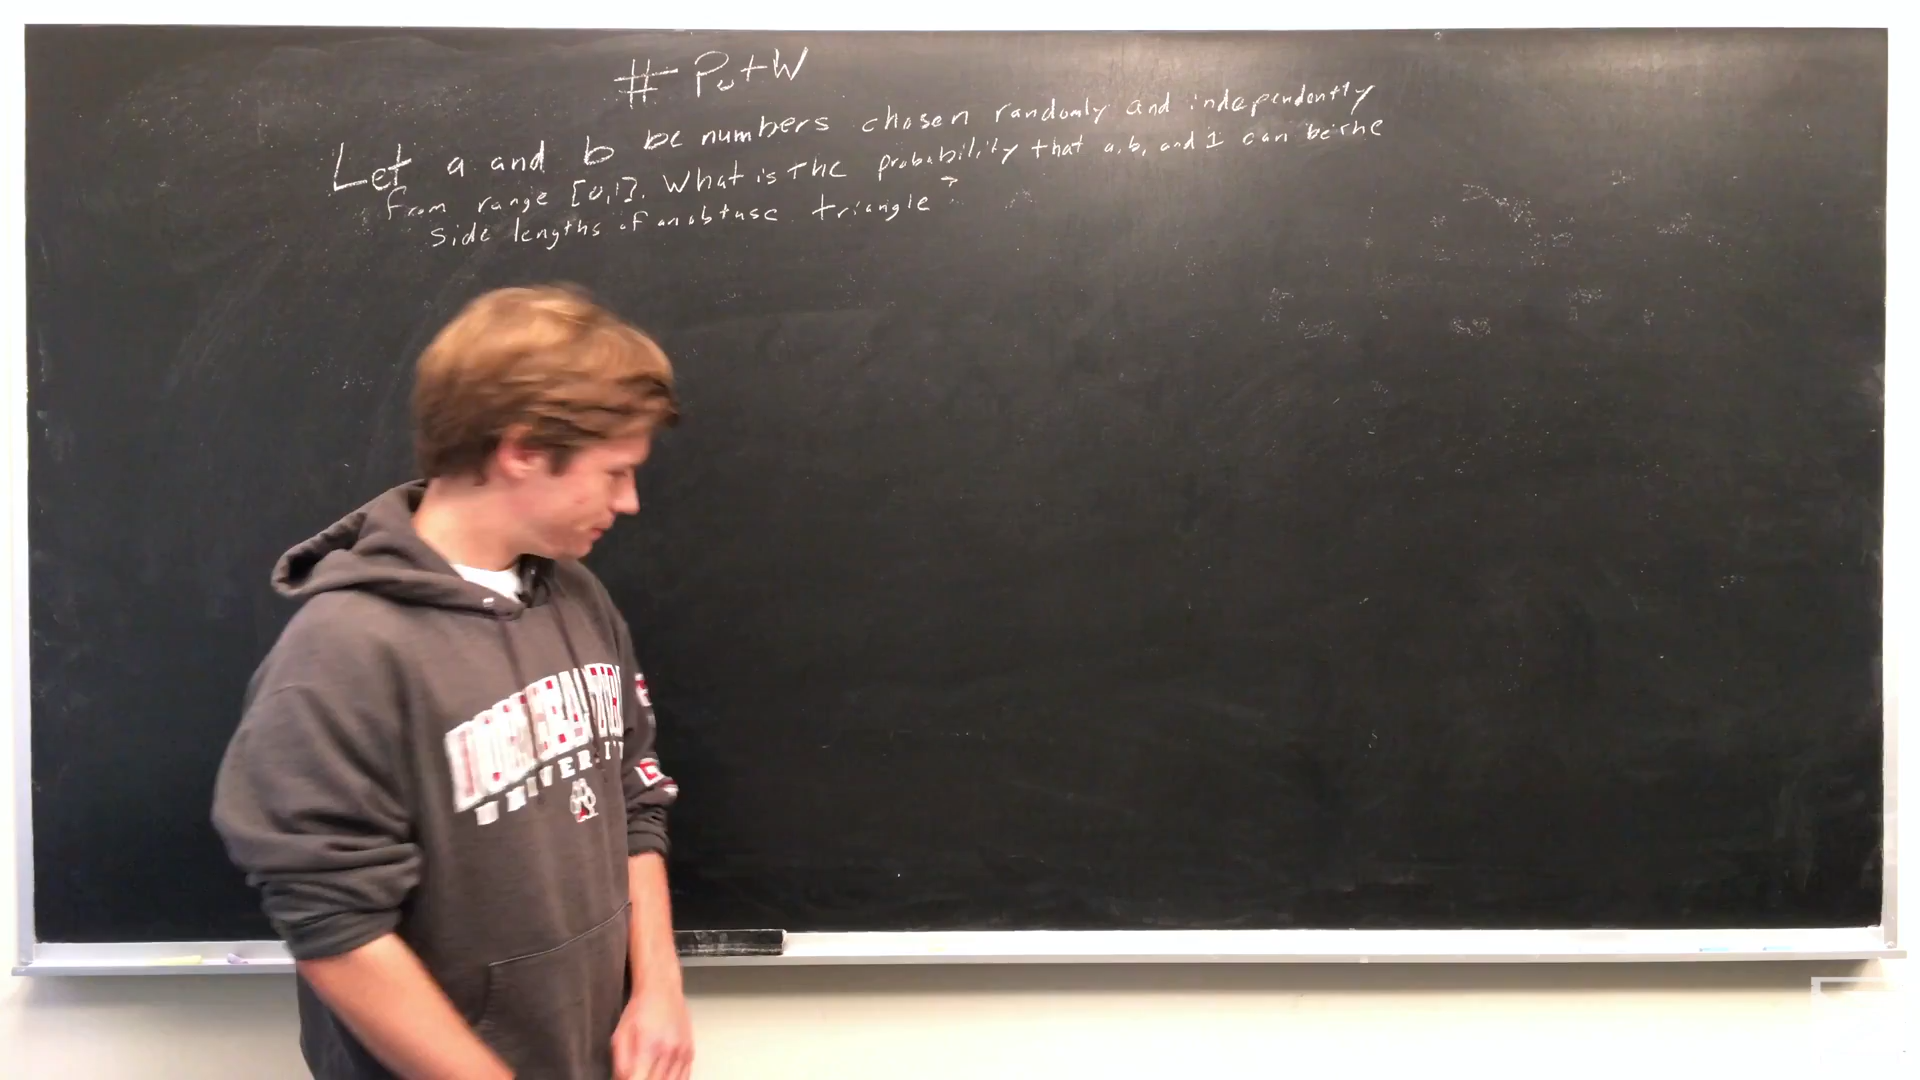 # PotW
Let a and b be numbers chosen randomly and independently
from range [0,1]. What is the probability that a, b, and 1 can be the
side lengths of an obtuse triangle?
UNIVERSITY